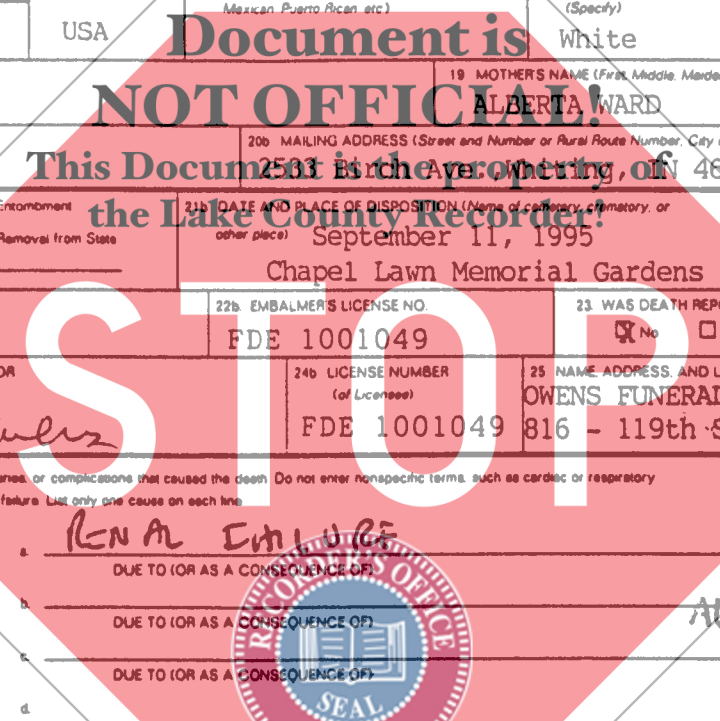 Mexican Puerto Rican etc)
(Specify)
USA
White
Document is
19 MOTHER'S NAME (First, Middle, Maiden
ALBERTA WARD
NOT OFFICIAL!
20b MAILING ADDRESS (Street and Number or Rural Route Number, City
2533 Birch Ave., Whiting, IN 46
This Document is the property of
the Lake County Recorder!
Entombment
Removal from State
21b DATE AND PLACE OF DISPOSITION (Name of cemetery, crematory, or
other place)
September 11, 1995
Chapel Lawn Memorial Gardens
STOP
22b. EMBALMER'S LICENSE NO.
FDE 1001049
23. WAS DEATH REP
X No
OR
24b LICENSE NUMBER
(of Licensee)
FDE 1001049
25 NAME, ADDRESS, AND L
OWENS FUNERAL
816 - 119th S
or complications that caused the death Do not enter nonspecific terms, such as cardiac or respiratory
failure List only one cause on each line
a. RENAL FAILURE
DUE TO (OR AS A CONSEQUENCE OF)
b.
DUE TO (OR AS A CONSEQUENCE OF)
c.
DUE TO (OR AS A CONSEQUENCE OF)
d.
RECORDER'S OFFICE
SEAL